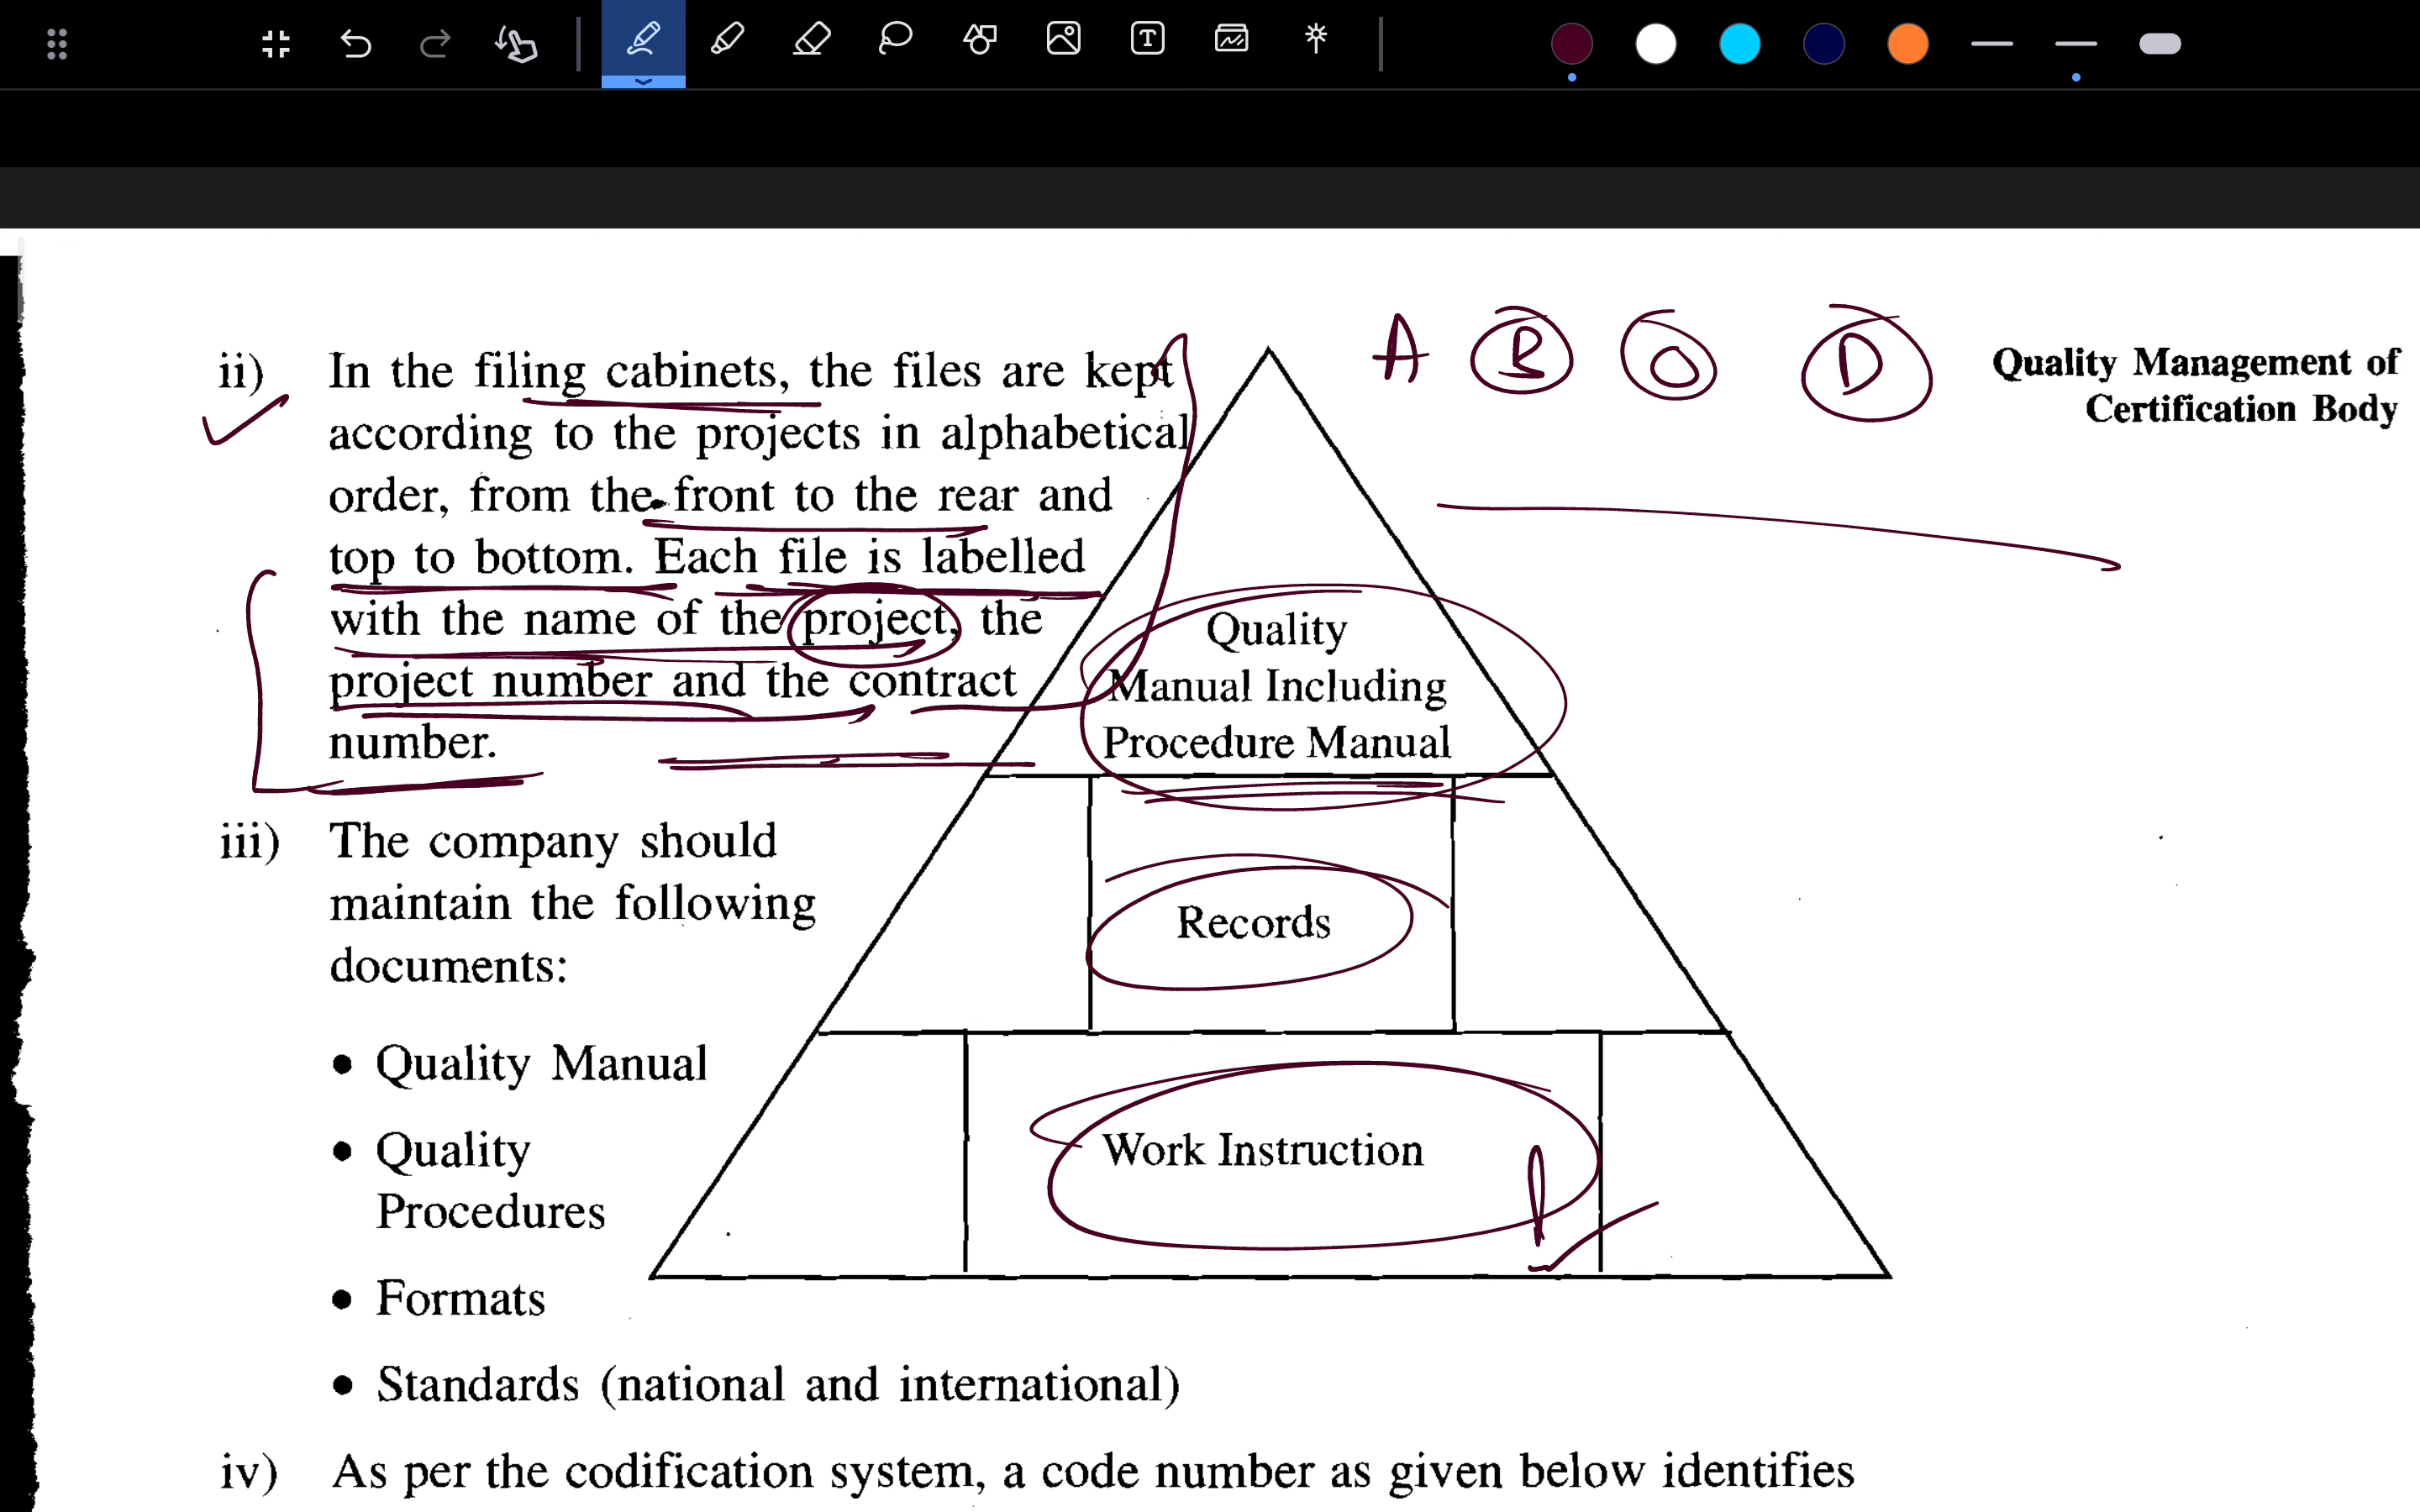 A B O D
Quality Management of
Certification Body
ii) In the filing cabinets, the files are kept
according to the projects in alphabetical
order, from the front to the rear and
top to bottom. Each file is labelled
with the name of the project, the
project number and the contract
number.
Quality
Manual Including
Procedure Manual
Records
Work Instruction
iii) The company should
maintain the following
documents:
• Quality Manual
• Quality
Procedures
• Formats
• Standards (national and international)
iv) As per the codification system, a code number as given below identifies